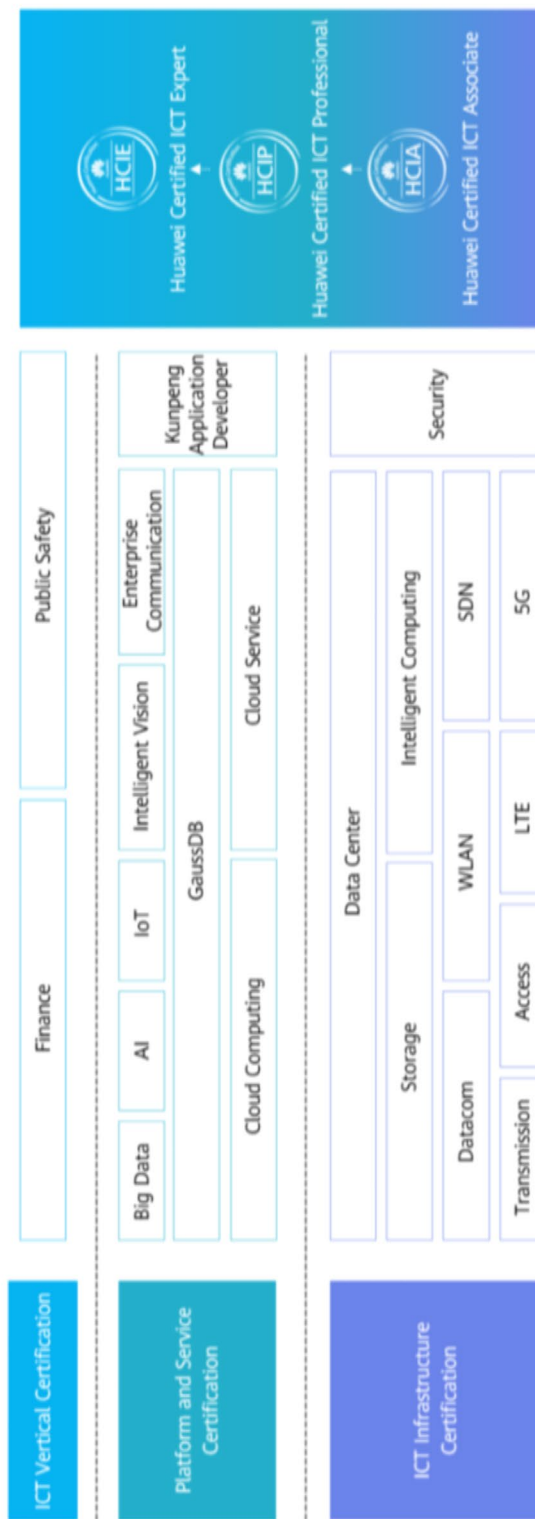 ICT Vertical Certification
Finance
Public Safety
Platform and Service
Certification
Big Data
AI
IoT
Intelligent Vision
Enterprise
Communication
GaussDB
Cloud Computing
Cloud Service
Kunpeng
Application
Developer
ICT Infrastructure
Certification
Data Center
Storage
Intelligent Computing
Datacom
WLAN
SDN
Transmission
Access
LTE
5G
Security
HCIE
Huawei Certified ICT Expert
HCIP
Huawei Certified ICT Professional
HCIA
Huawei Certified ICT Associate